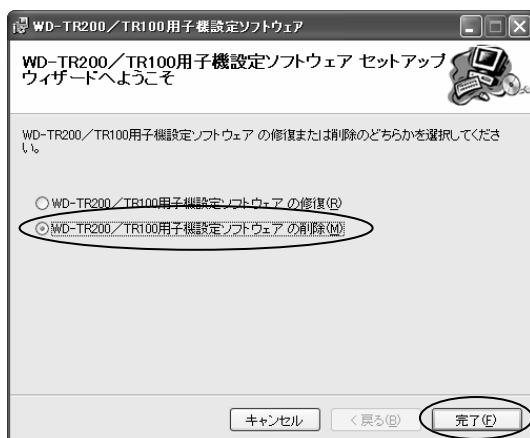 WD-TR200／TR100用子機設定ソフトウェア
WD-TR200／TR100用子機設定ソフトウェア セットアップ
ウィザードへようこそ
WD-TR200／TR100用子機設定ソフトウェア の修復または削除のどちらかを選択してくださ
い。
WD-TR200／TR100用子機設定ソフトウェア の修復(R)
WD-TR200／TR100用子機設定ソフトウェア の削除(M)
キャンセル
< 戻る(B)
完了(F)